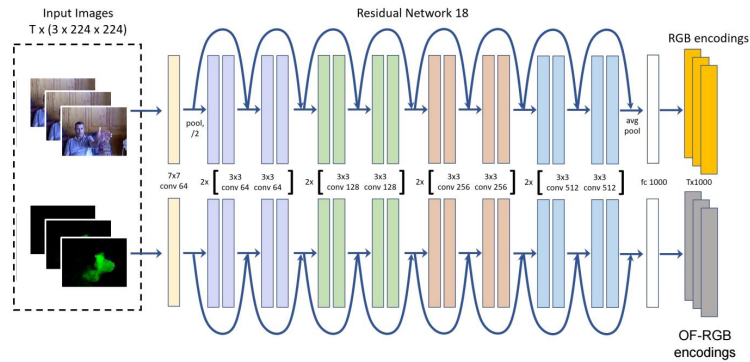 Input Images
T x (3 x 224 x 224)
Residual Network 18
RGB encodings
pool,
/2
avg
pool
7x7
conv 64
2x [ 3x3 conv 64 3x3 conv 64 ]
2x [ 3x3 conv 128 3x3 conv 128 ]
2x [ 3x3 conv 256 3x3 conv 256 ]
2x [ 3x3 conv 512 3x3 conv 512 ]
fc 1000
Tx1000
OF-RGB
encodings